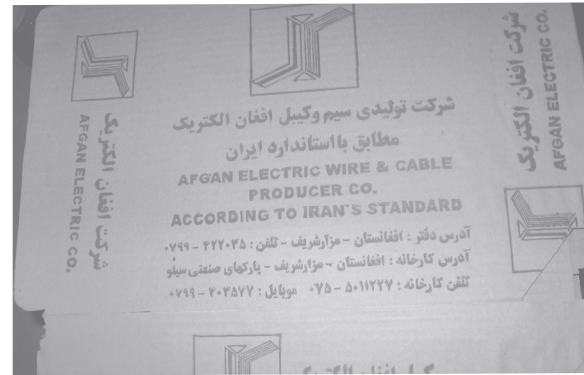 شرکت تولیدی سیم وکیبل افغان الکتریک
مطابق بااستاندارد ایران
AFGAN ELECTRIC WIRE & CABLE
PRODUCER CO.
ACCORDING TO IRAN'S STANDARD
آدرس دفتر : افغانستان - مزارشریف - تلفن : ۴۲۲۰۳۵ - ۰۷۹۹
آدرس کارخانه : افغانستان - مزارشریف - پارکهای صنعتی سیلو
تلفن کارخانه : ۵۰۱۱۲۲۷ - ۰۷۵ موبایل : ۴۰۳۵۷۷ - ۰۷۹۹
شرکت افغان الکتریک
AFGAN ELECTRIC CO.
شرکت افغان الکتریک
AFGAN ELECTRIC CO.